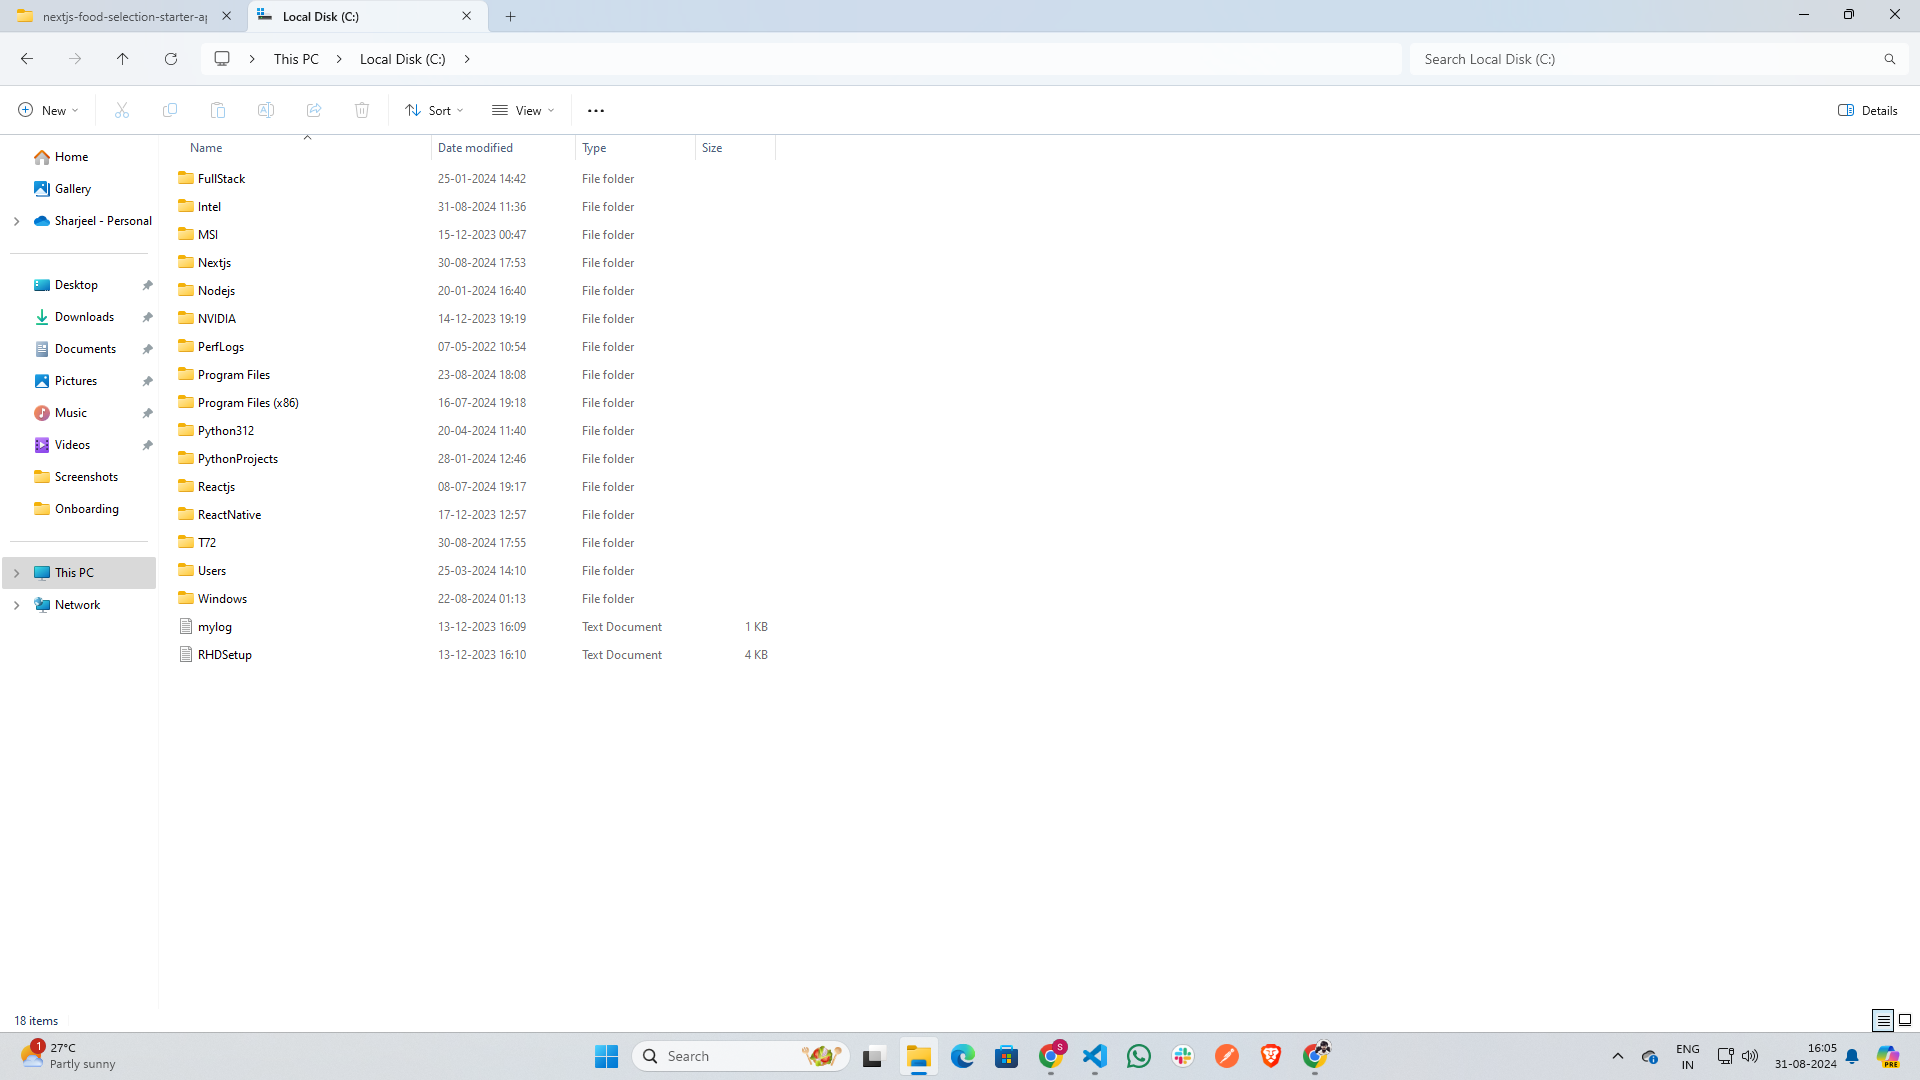 nextjs-food-selection-starter-ap
Local Disk (C:)
This PC > Local Disk (C:) >
Search Local Disk (C:)
New
Sort
View
Details
Home
Gallery
Sharjeel - Personal
Desktop
Downloads
Documents
Pictures
Music
Videos
Screenshots
Onboarding
This PC
Network
Name Date modified Type Size
FullStack 25-01-2024 14:42 File folder
Intel 31-08-2024 11:36 File folder
MSI 15-12-2023 00:47 File folder
Nextjs 30-08-2024 17:53 File folder
Nodejs 20-01-2024 16:40 File folder
NVIDIA 14-12-2023 19:19 File folder
PerfLogs 07-05-2022 10:54 File folder
Program Files 23-08-2024 18:08 File folder
Program Files (x86) 16-07-2024 19:18 File folder
Python312 20-04-2024 11:40 File folder
PythonProjects 28-01-2024 12:46 File folder
Reactjs 08-07-2024 19:17 File folder
ReactNative 17-12-2023 12:57 File folder
T72 30-08-2024 17:55 File folder
Users 25-03-2024 14:10 File folder
Windows 22-08-2024 01:13 File folder
mylog 13-12-2023 16:09 Text Document 1 KB
RHDSetup 13-12-2023 16:10 Text Document 4 KB
18 items
1
27°C
Partly sunny
Search
S
ENG
IN
16:05
31-08-2024
PRE